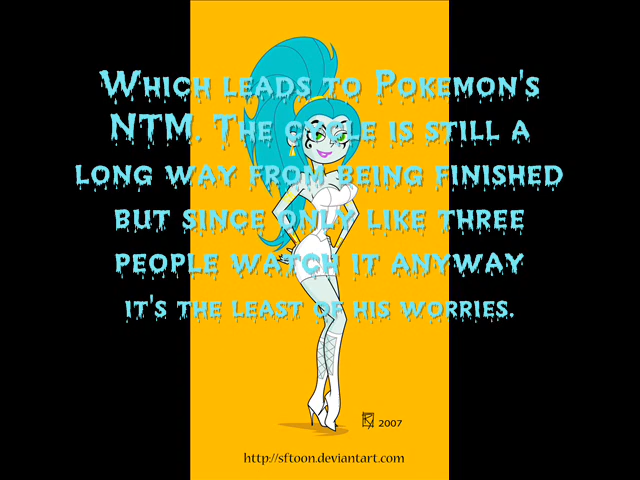 Which leads to Pokemon's
NTM. The cycle is still a
long way from being finished
but since only like three
people watch it anyway
it's the least of his worries.
2007
http://sftoon.deviantart.com